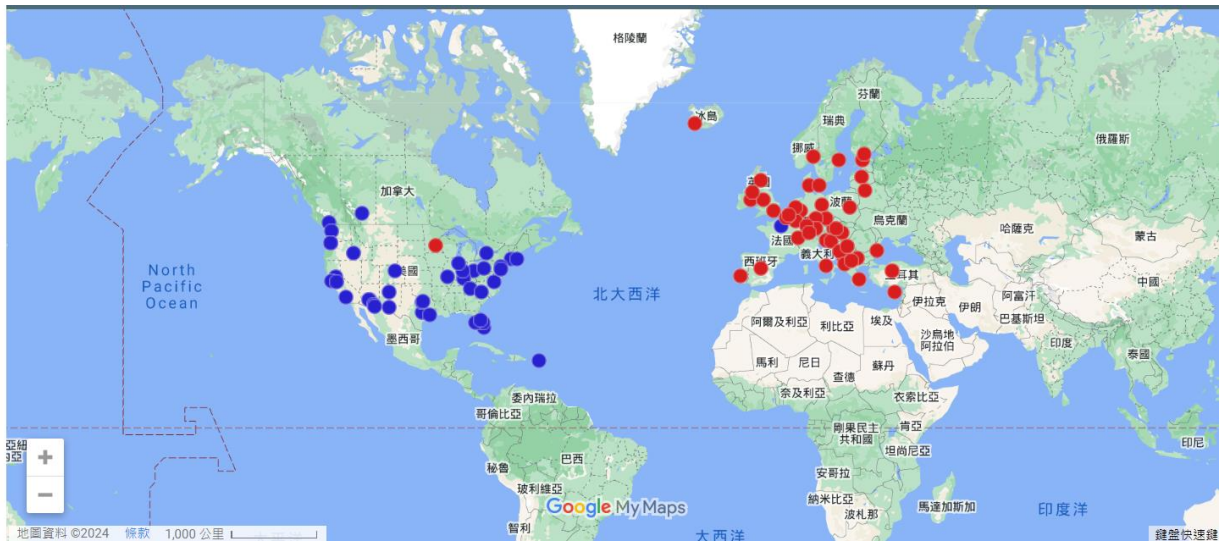 格陵蘭
冰島
芬蘭
瑞典
挪威
俄羅斯
加拿大
英國
波蘭
烏克蘭
哈薩克
蒙古
法國
North
Pacific
Ocean
美國
義大利
西班牙
土耳其
中國
北大西洋
伊拉克
伊朗
阿富汗
巴基斯坦
阿爾及利亞
利比亞
埃及
沙烏地
阿拉伯
印度
墨西哥
泰國
馬利
尼日
查德
蘇丹
委內瑞拉
奈及利亞
衣索比亞
哥倫比亞
剛果民主
共和國
肯亞
坦尚尼亞
印尼
秘魯
巴西
安哥拉
玻利維亞
納米比亞
波札那
馬達加斯加
印度洋
智利
大西洋
Google My Maps
地圖資料 ©2024 條款 1,000 公里
鍵盤快速鍵